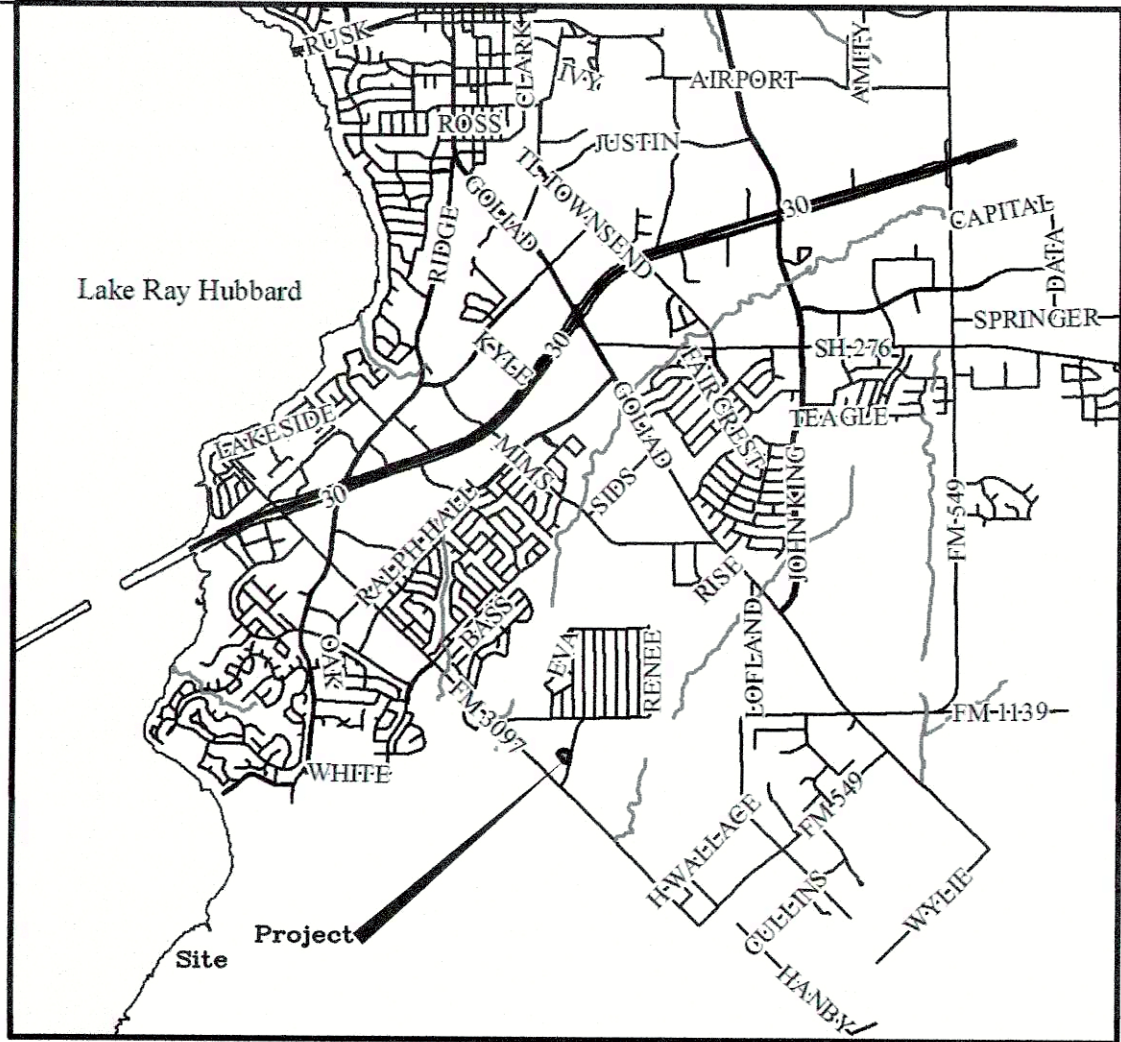 RUSK
CLARK
IVY
AIRPORT
AMITY
ROSS
JUSTIN
TL TOWNSEND
GOLIAD
RIDGE
30
CAPITAL
DATA
Lake Ray Hubbard
SPRINGER
KYLE
30
SH-276
FAIRCREST
GOLIAD
TEAGLE
LAKESIDE
MIMS
SIDS
30
RALPH HALL
JOHN KING
FM-549
RISE
BASS
LOFLAND
OAK
EVA
RENEE
FM-3097
FM-1139
WHITE
H WALLACE
FM-549
CULLINS
WYLIE
HANBY
Project
Site